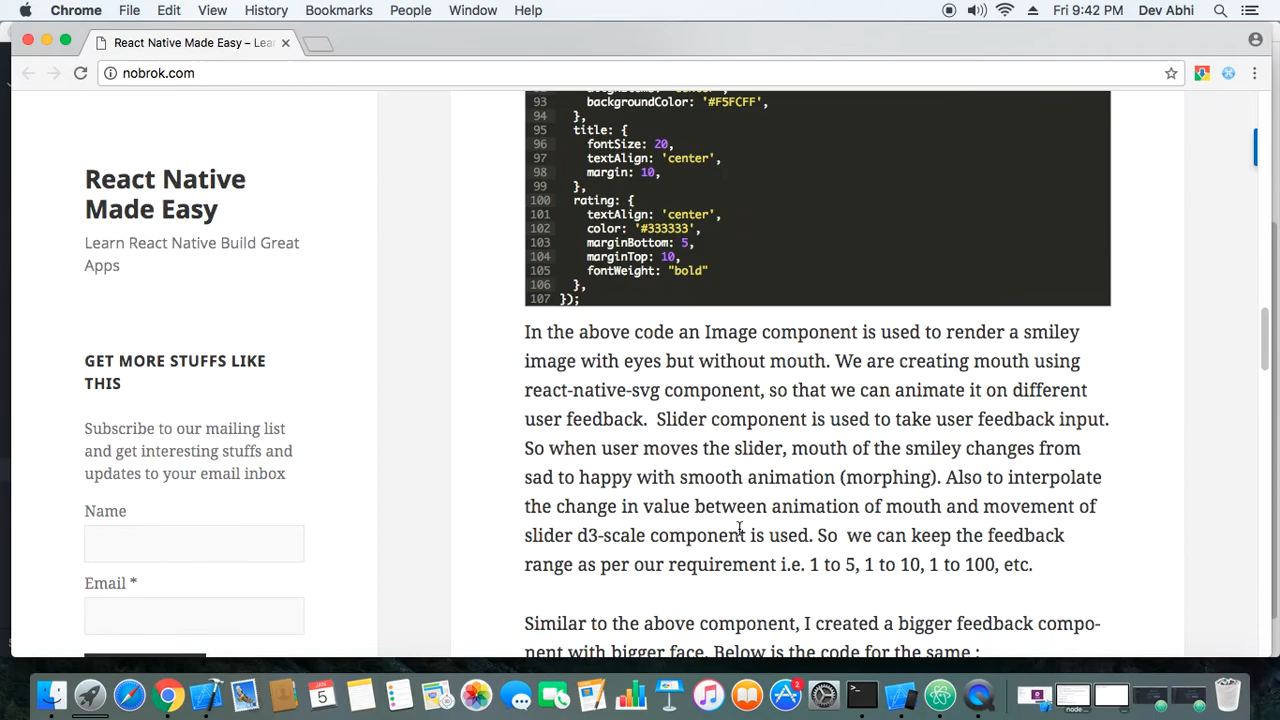 Chrome File Edit View History Bookmarks People Window Help Fri 9:42 PM Dev Abhi
React Native Made Easy – Lea
nobrok.com
React Native
Made Easy
Learn React Native Build Great
Apps
GET MORE STUFFS LIKE
THIS
Subscribe to our mailing list
and get interesting stuffs and
updates to your email inbox
Name
Email *
93 backgroundColor: '#F5FCFF',
94 },
95 title: {
96 fontSize: 20,
97 textAlign: 'center',
98 margin: 10,
99 },
100 rating: {
101 textAlign: 'center',
102 color: '#333333',
103 marginBottom: 5,
104 marginTop: 10,
105 fontWeight: "bold"
106 },
107 });
In the above code an Image component is used to render a smiley
image with eyes but without mouth. We are creating mouth using
react-native-svg component, so that we can animate it on different
user feedback.  Slider component is used to take user feedback input.
So when user moves the slider, mouth of the smiley changes from
sad to happy with smooth animation (morphing). Also to interpolate
the change in value between animation of mouth and movement of
slider d3-scale component is used. So  we can keep the feedback
range as per our requirement i.e. 1 to 5, 1 to 10, 1 to 100, etc.
Similar to the above component, I created a bigger feedback compo-
nent with bigger face. Below is the code for the same :
JAN
5
2
node